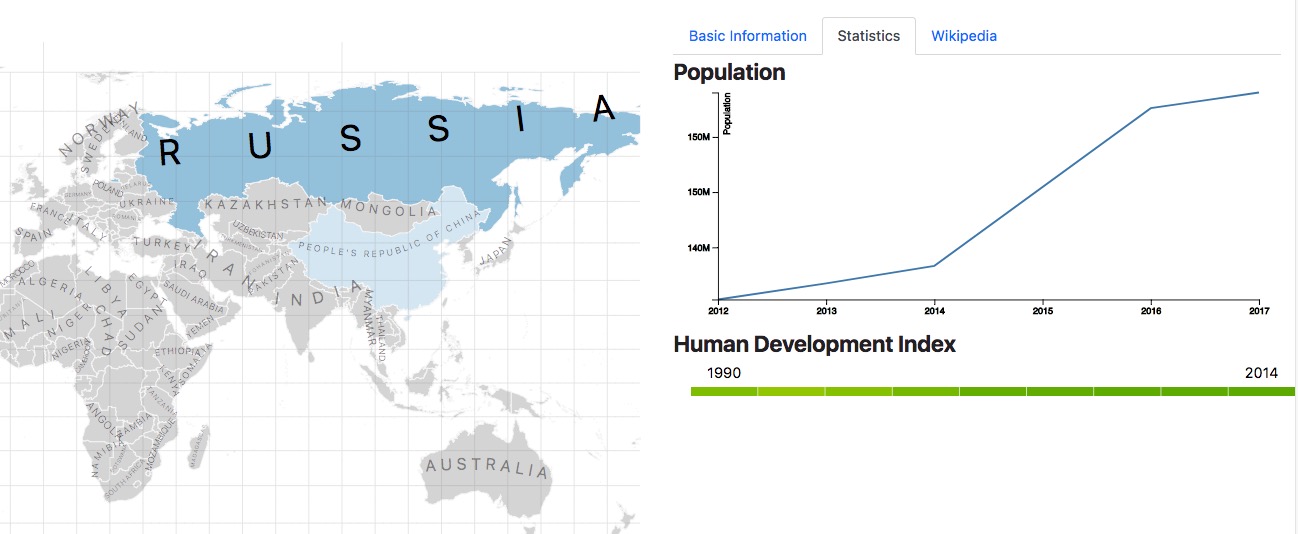 Basic Information
Statistics
Wikipedia
Population
Population
150M
150M
140M
2012
2013
2014
2015
2016
2017
Human Development Index
1990
2014
RUSSIA
NORWAY
SWEDEN
POLAND
GERMANY
UKRAINE
FRANCE
ITALY
SPAIN
KAZAKHSTAN
MONGOLIA
UZBEKISTAN
PEOPLE'S REPUBLIC OF CHINA
JAPAN
TURKEY
IRAQ
IRAN
PAKISTAN
INDIA
MYANMAR
THAILAND
MOROCCO
ALGERIA
LIBYA
EGYPT
SAUDI ARABIA
YEMEN
MALI
NIGER
CHAD
SUDAN
NIGERIA
ETHIOPIA
SOMALIA
KENYA
TANZANIA
ANGOLA
ZAMBIA
NAMIBIA
MOZAMBIQUE
SOUTH AFRICA
MADAGASCAR
AUSTRALIA